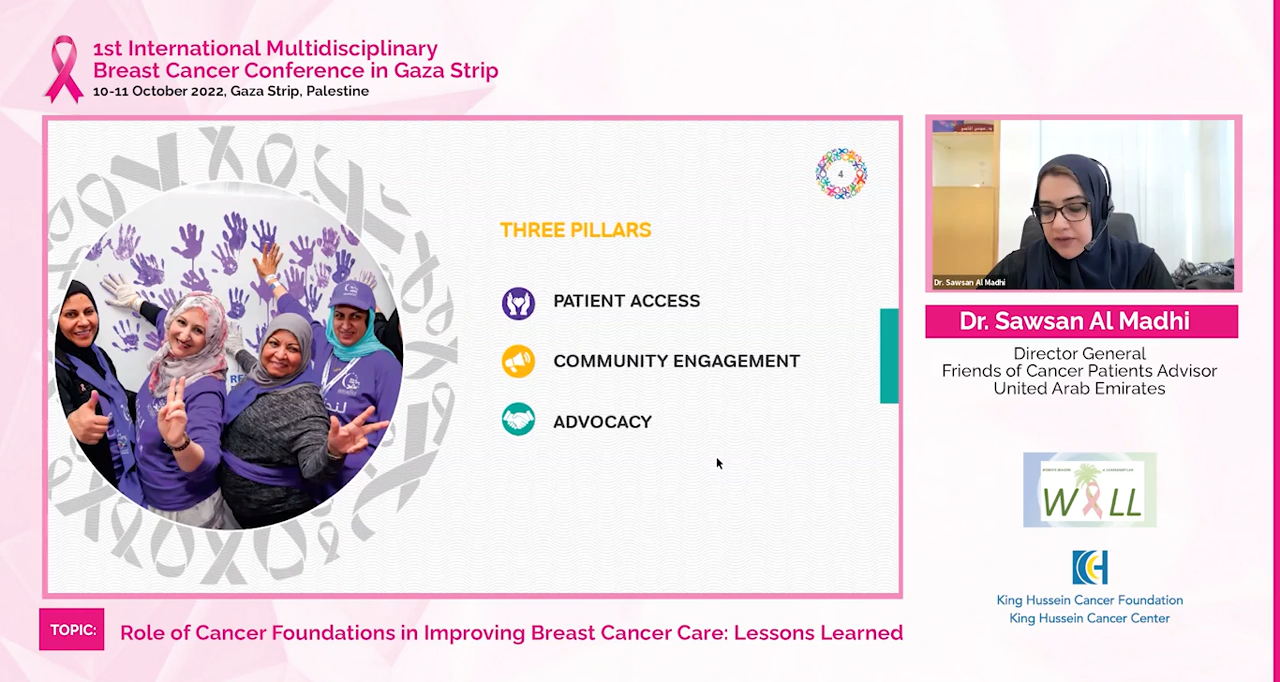 1st International Multidisciplinary
Breast Cancer Conference in Gaza Strip
10-11 October 2022, Gaza Strip, Palestine
4
THREE PILLARS
PATIENT ACCESS
COMMUNITY ENGAGEMENT
ADVOCACY
Dr. Sawsan Al Madhi
Dr. Sawsan Al Madhi
Director General
Friends of Cancer Patients Advisor
United Arab Emirates
W LL
King Hussein Cancer Foundation
King Hussein Cancer Center
TOPIC:
Role of Cancer Foundations in Improving Breast Cancer Care: Lessons Learned